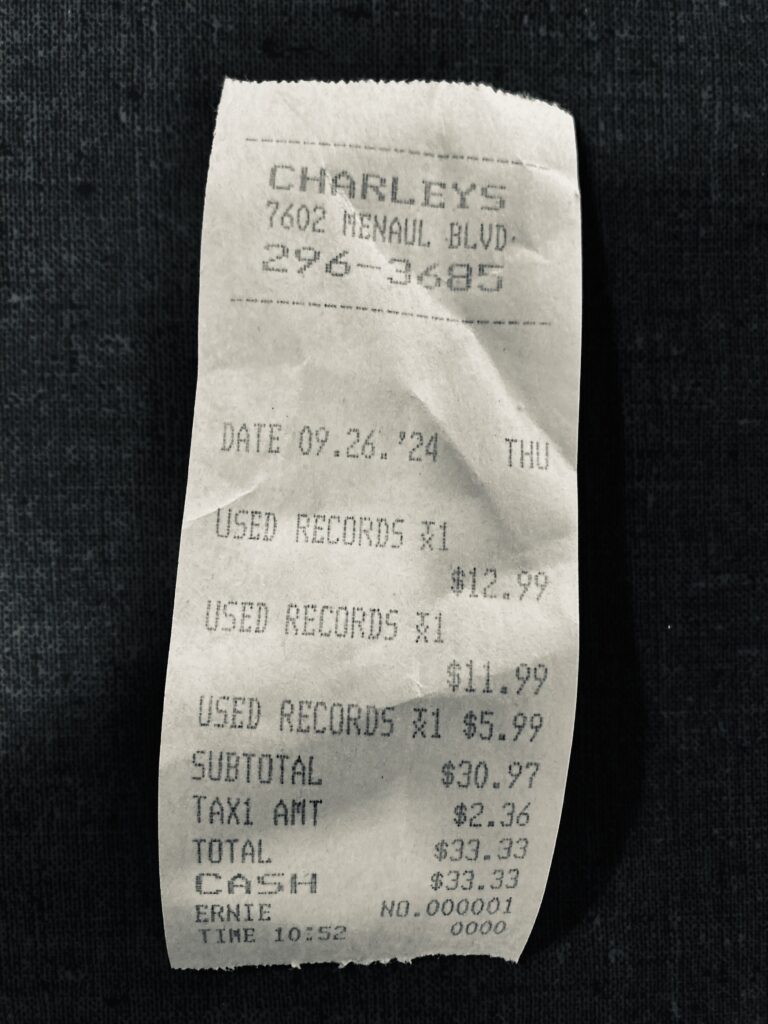 CHARLEYS
7602 MENAUL BLVD.
296-3685
DATE 09.26.'24 THU
USED RECORDS TX1
$12.99
USED RECORDS TX1
$11.99
USED RECORDS TX1 $5.99
SUBTOTAL $30.97
TAX1 AMT $2.36
TOTAL $33.33
CASH $33.33
ERNIE NO.000001
TIME 10:52 0000